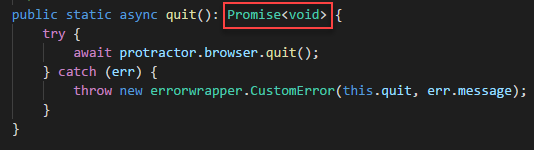 public static async quit(): Promise<void> {
try {
await protractor.browser.quit();
} catch (err) {
throw new errorwrapper.CustomError(this.quit, err.message);
}
}